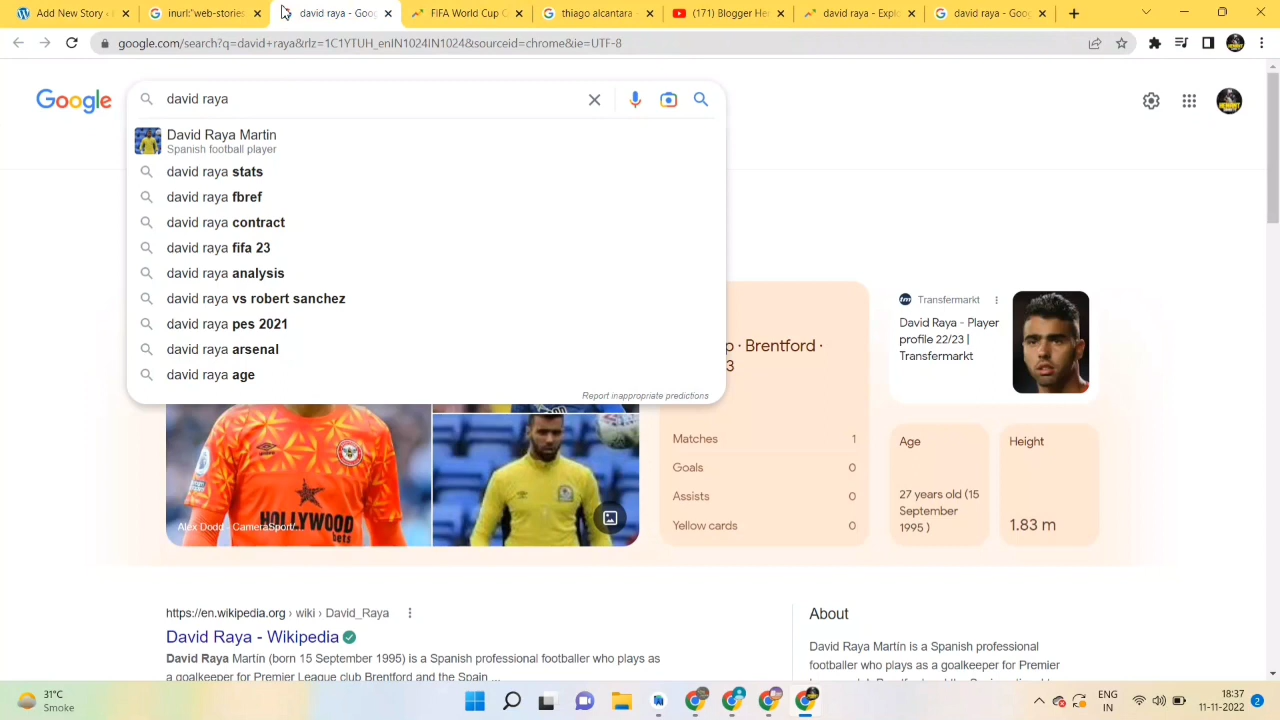 Add New Sto
inurl:"web-stories
david raya - Goog
FIFA World Cup Q
thiago alcantara -
(171) Blogger Her
david raya - Explo
david raya - Goog
google.com/search?q=david+raya&rlz=1C1YTUH_enIN1024IN1024&sourceid=chrome&ie=UTF-8
Google
david raya
David Raya Martin
Spanish football player
david raya stats
david raya fbref
david raya contract
david raya fifa 23
david raya analysis
david raya vs robert sanchez
david raya pes 2021
david raya arsenal
david raya age
Report inappropriate predictions
p · Brentford ·
3
Matches 1
Goals 0
Assists 0
Yellow cards 0
Transfermarkt
David Raya - Player
profile 22/23 |
Transfermarkt
Age
27 years old (15
September
1995 )
Height
1.83 m
HOLLYWOOD
bets
Alex Dodd - CameraSport/...
https://en.wikipedia.org › wiki › David_Raya
David Raya - Wikipedia
David Raya Martín (born 15 September 1995) is a Spanish professional footballer who plays as
a goalkeeper for Premier League club Brentford and the Spain ...
About
David Raya Martín is a Spanish professional
footballer who plays as a goalkeeper for Premier
31°C
Smoke
ENG
IN
18:37
11-11-2022
2